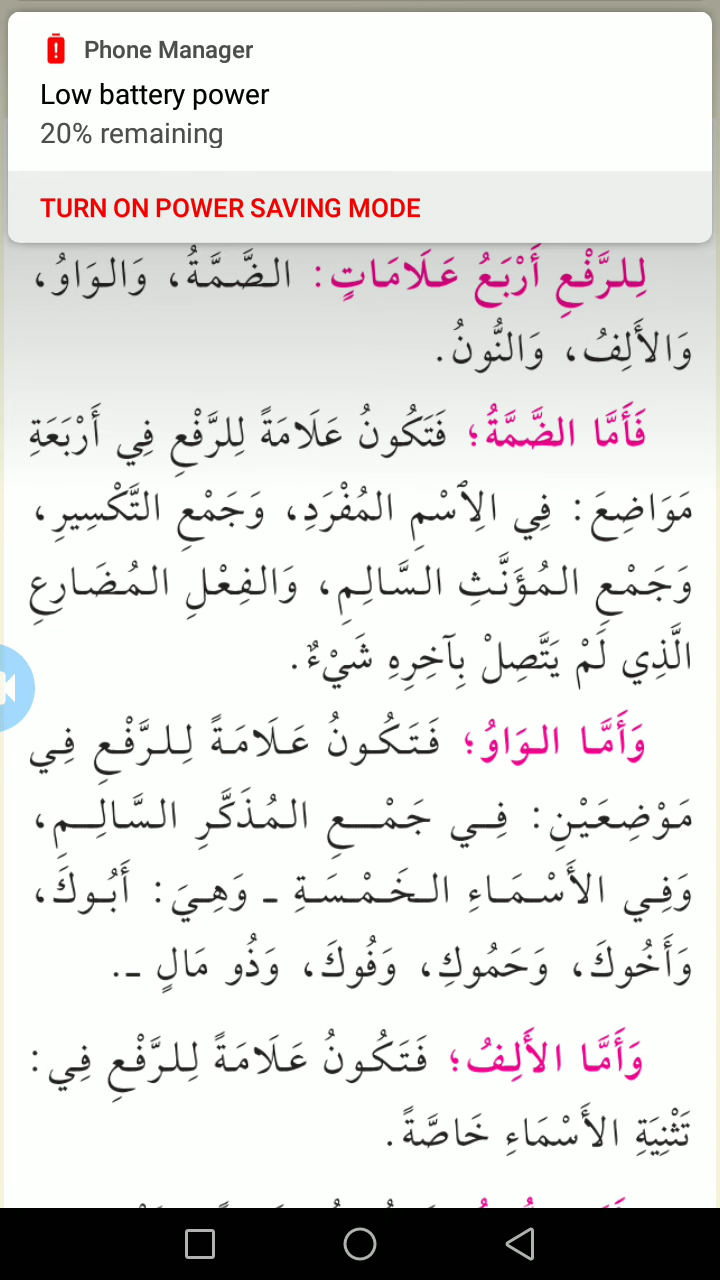 Phone Manager
Low battery power
20% remaining
TURN ON POWER SAVING MODE
لِلرَّفْعِ أَرْبَعُ عَلَامَاتٍ: الضَّمَّةُ، وَالوَاوُ،
وَالأَلِفُ، وَالنُّونُ.
فَأَمَّا الضَّمَّةُ؛ فَتَكُونُ عَلَامَةً لِلرَّفْعِ فِي أَرْبَعَةِ
مَوَاضِعَ: فِي الِٱسْمِ المُفْرَدِ، وَجَمْعِ التَّكْسِيرِ،
وَجَمْعِ المُؤَنَّثِ السَّالِمِ، وَالفِعْلِ المُضَارِعِ
الَّذِي لَمْ يَتَّصِلْ بِآخِرِهِ شَيْءٌ.
وَأَمَّا الوَاوُ؛ فَتَكُونُ عَلَامَةً لِلرَّفْعِ فِي
مَوْضِعَيْنِ: فِي جَمْعِ المُذَكَّرِ السَّالِمِ،
وَفِي الأَسْمَاءِ الخَمْسَةِ - وَهِيَ: أَبُوكَ،
وَأَخُوكَ، وَحَمُوكِ، وَفُوكَ، وَذُو مَالٍ -.
وَأَمَّا الأَلِفُ؛ فَتَكُونُ عَلَامَةً لِلرَّفْعِ فِي:
تَثْنِيَةِ الأَسْمَاءِ خَاصَّةً.